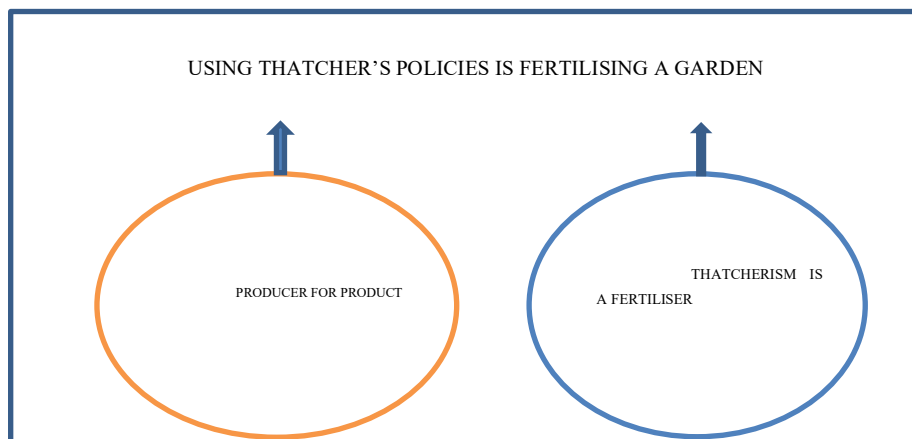 USING THATCHER’S POLICIES IS FERTILISING A GARDEN
PRODUCER FOR PRODUCT
THATCHERISM IS
A FERTILISER